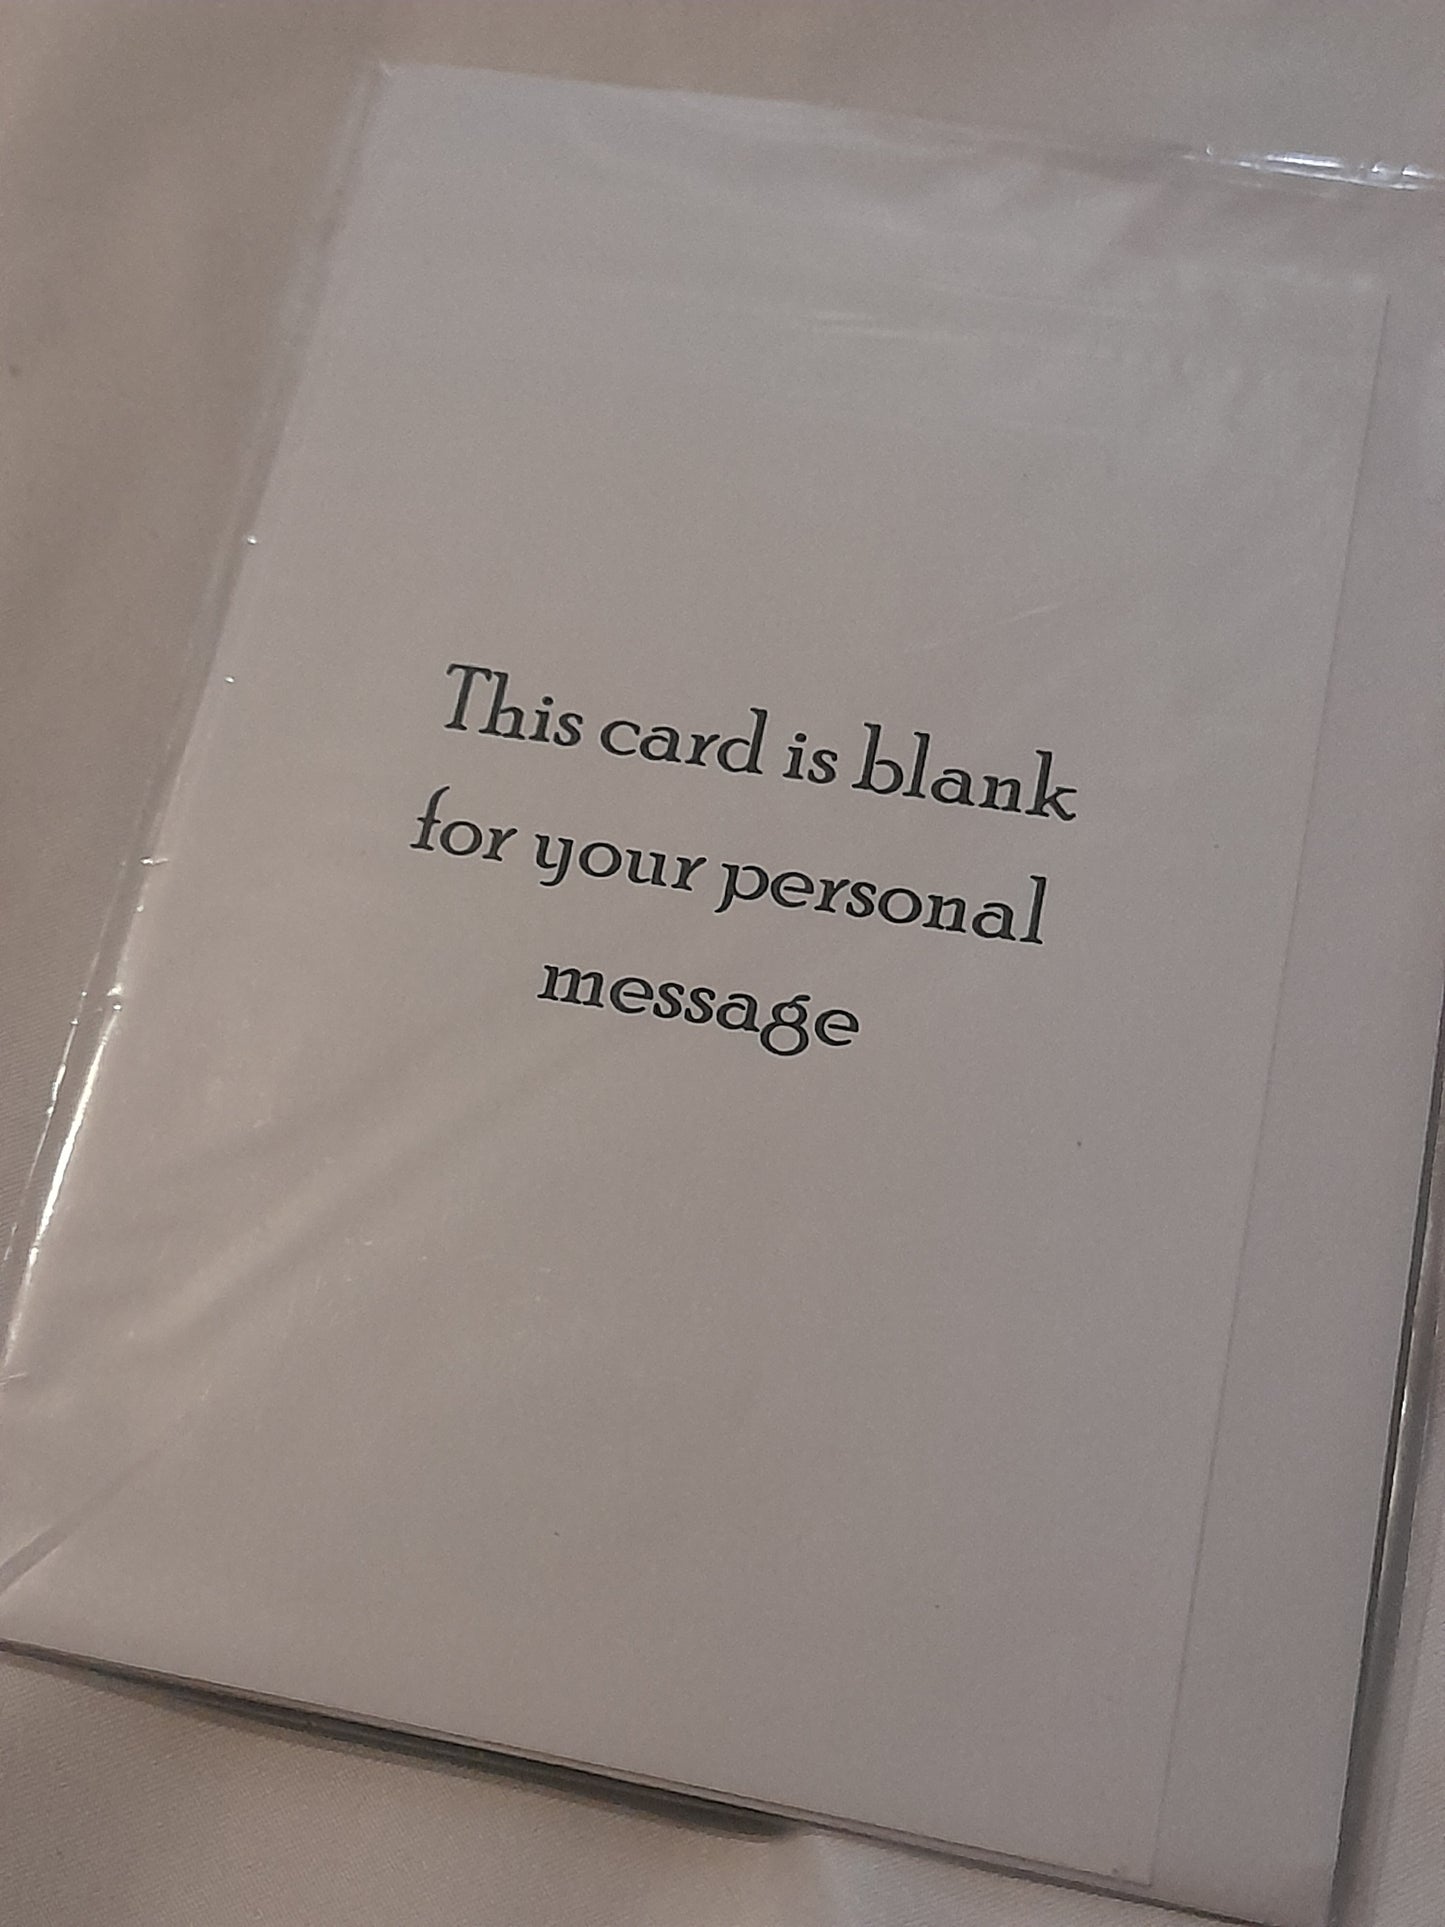 This card is blank
for your personal
message